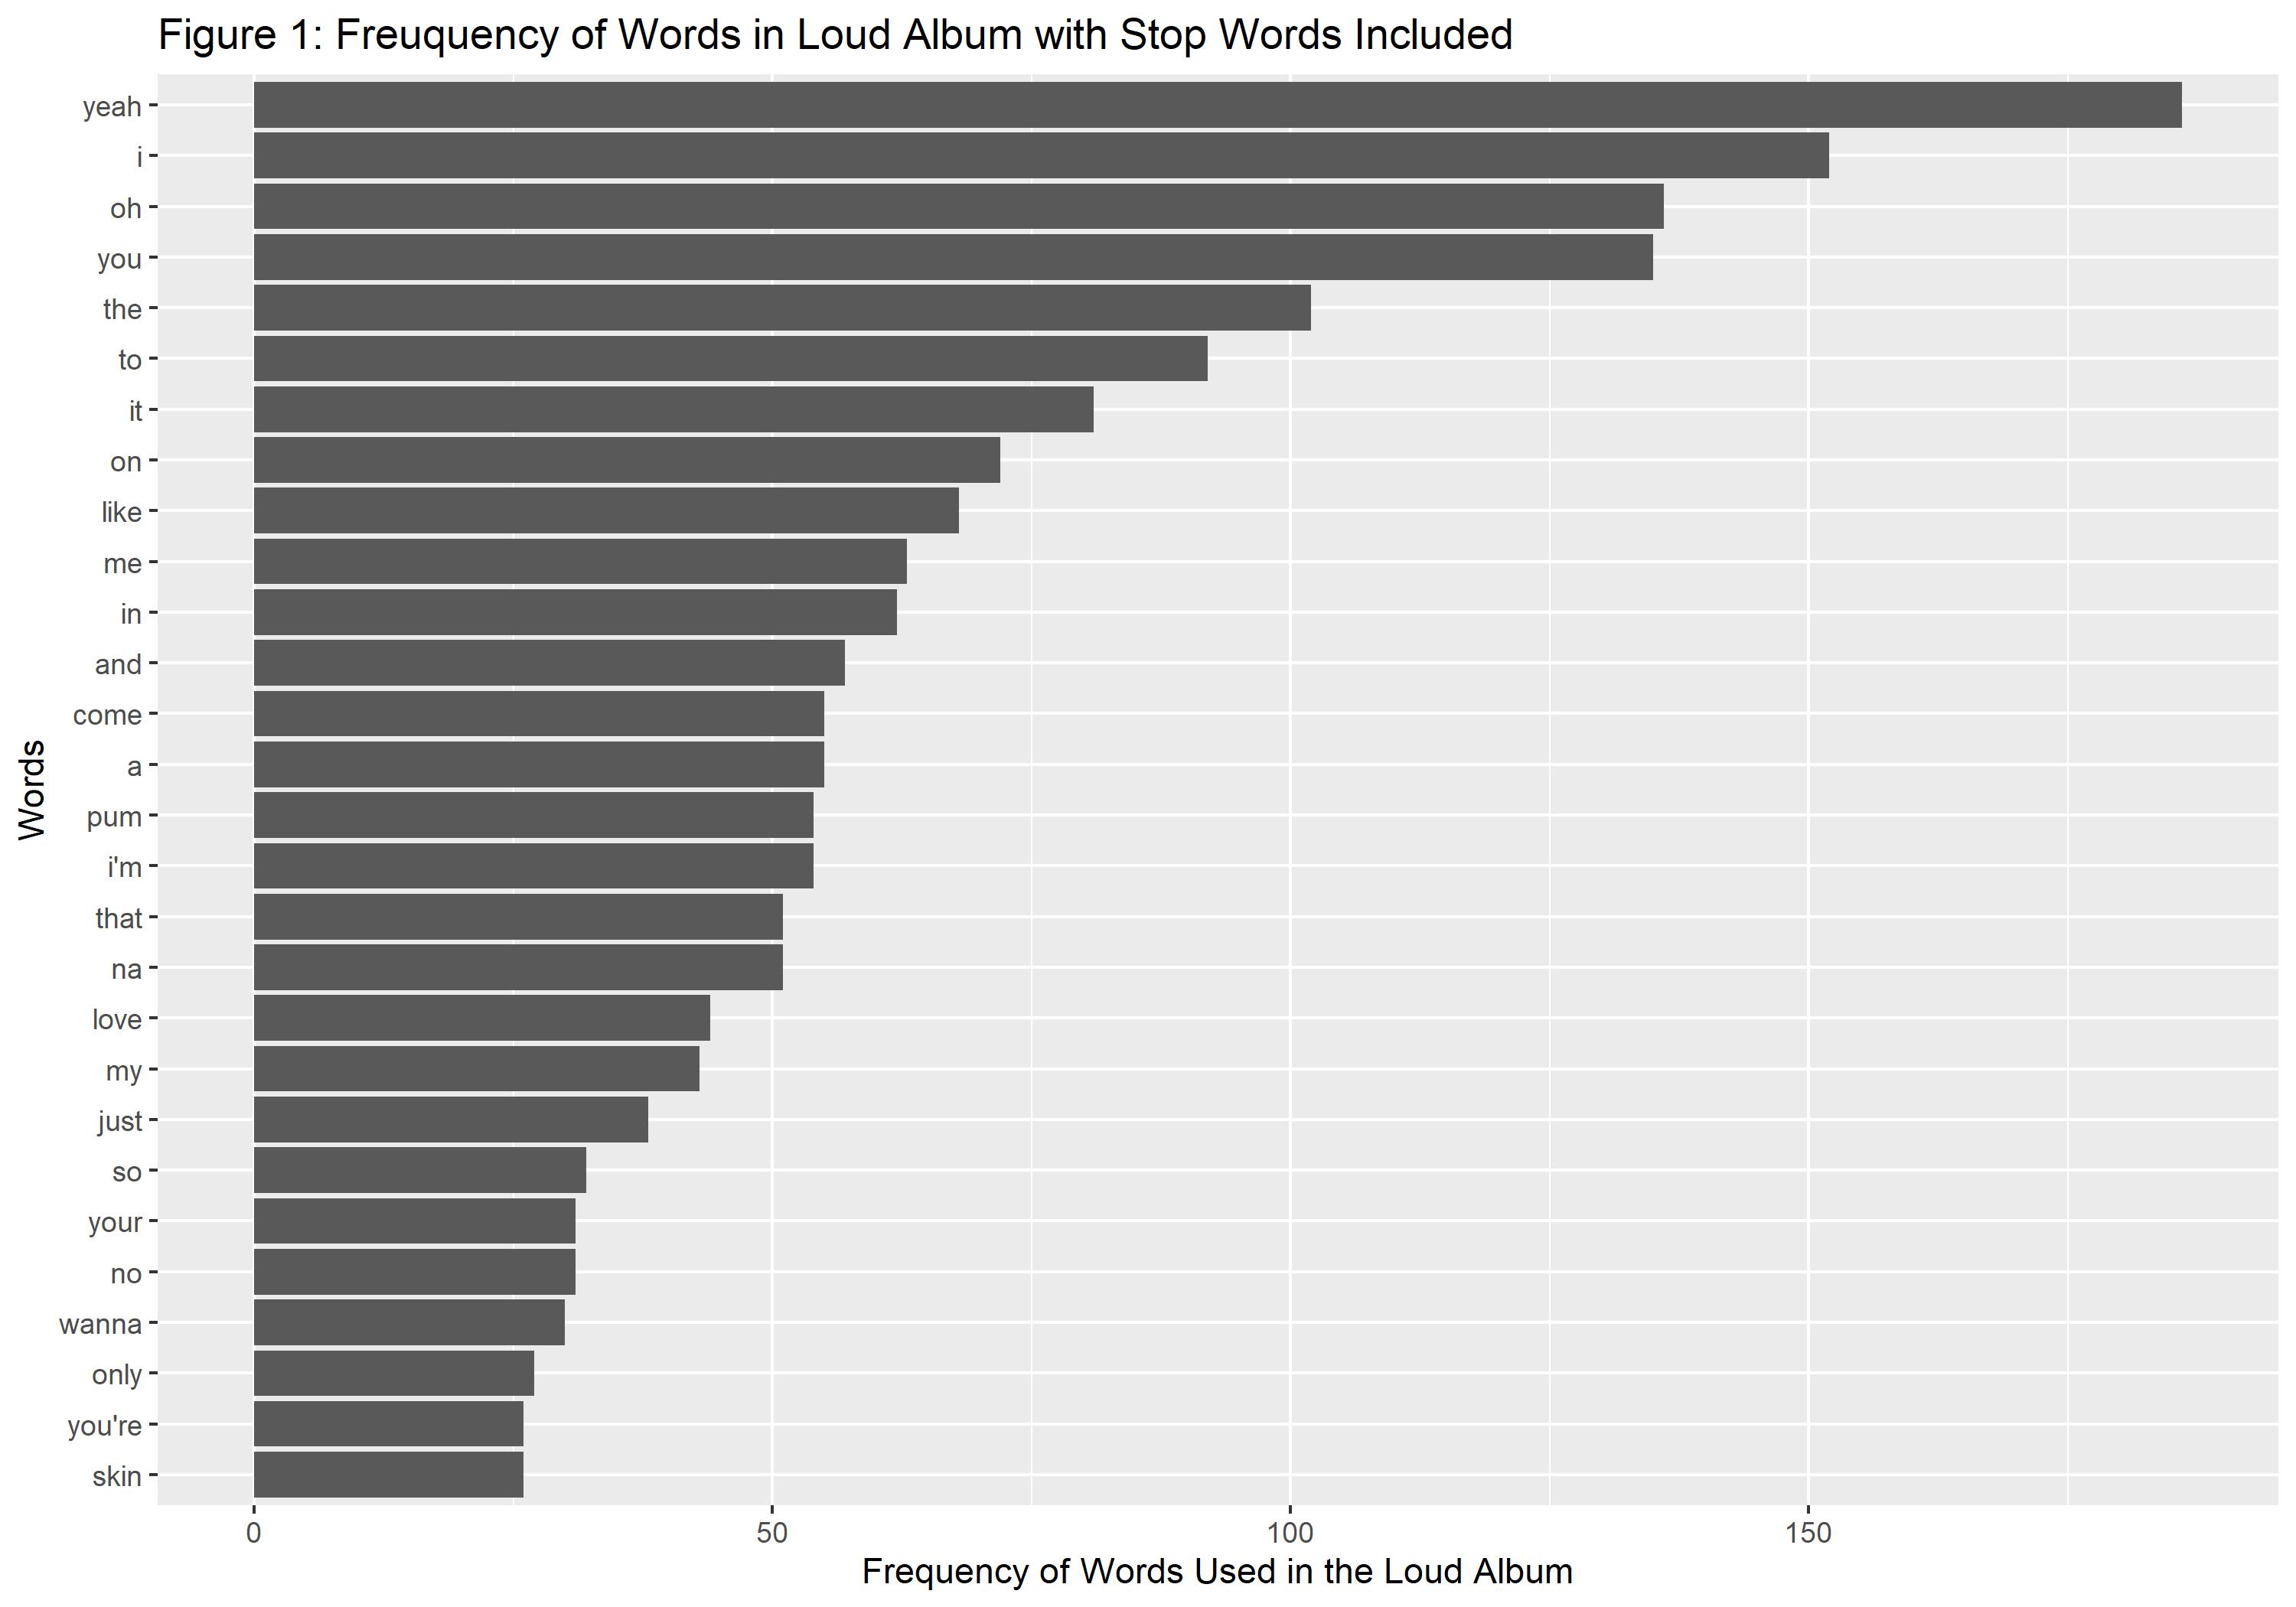 Figure 1: Freuquency of Words in Loud Album with Stop Words Included
yeah
i
oh
you
the
to
it
on
like
me
in
and
come
a
pum
i'm
that
na
love
my
just
so
your
no
wanna
only
you're
skin
Words
0 50 100 150
Frequency of Words Used in the Loud Album